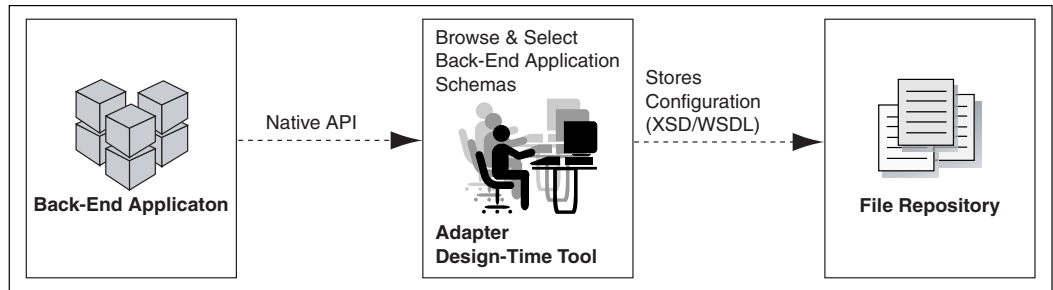 Back-End Applicaton
Native API
Browse & Select
Back-End Application
Schemas
Adapter
Design-Time Tool
Stores
Configuration
(XSD/WSDL)
File Repository